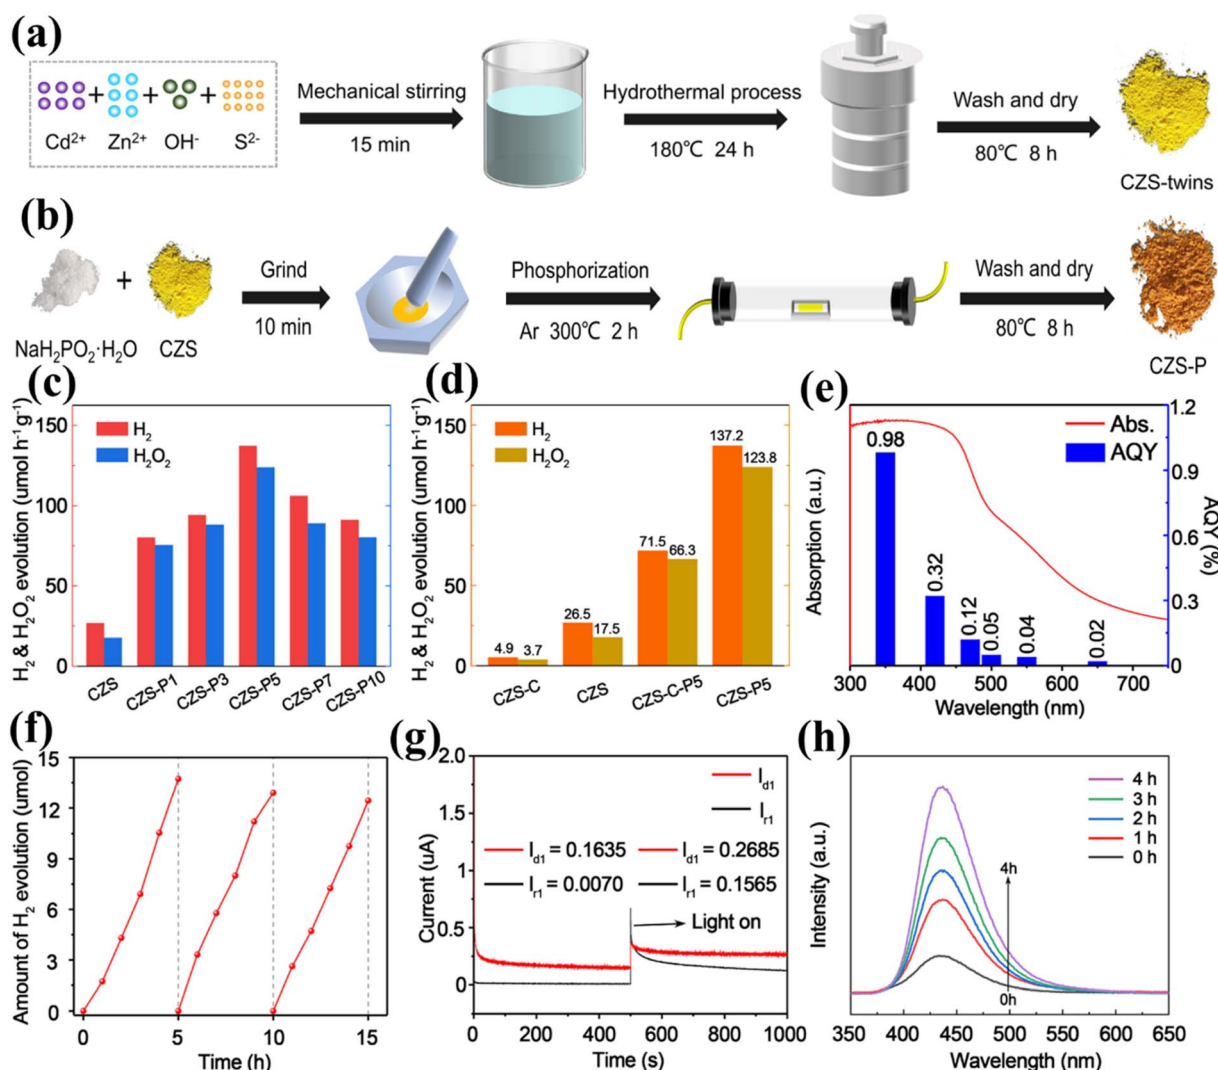 (a)
Cd²⁺ + Zn²⁺ + OH⁻ + S²⁻
Mechanical stirring
15 min
Hydrothermal process
180℃ 24 h
Wash and dry
80℃ 8 h
CZS-twins
(b)
NaH₂PO₂·H₂O + CZS
Grind
10 min
Phosphorization
Ar 300℃ 2 h
Wash and dry
80℃ 8 h
CZS-P
(c)
H₂ & H₂O₂ evolution (umol h⁻¹ g⁻¹)
150
100
50
0
H₂
H₂O₂
CZS CZS-P1 CZS-P3 CZS-P5 CZS-P7 CZS-P10
(d)
H₂ & H₂O₂ evolution (umol h⁻¹ g⁻¹)
150
100
50
0
H₂
H₂O₂
4.9 3.7 26.5 17.5 71.5 66.3 137.2 123.8
CZS-C CZS CZS-C-P5 CZS-P5
(e)
Absorption (a.u.)
Abs.
AQY
0.98 0.32 0.12 0.05 0.04 0.02
1.2
0.9
0.6
0.3
0
AQY (%)
300 400 500 600 700
Wavelength (nm)
(f)
Amount of H₂ evolution (umol)
15
12
9
6
3
0
0 5 10 15
Time (h)
(g)
Current (uA)
2.0
1.5
1.0
0.5
0
I_d1
I_r1
I_d1 = 0.1635 I_d1 = 0.2685
I_r1 = 0.0070 I_r1 = 0.1565
Light on
0 200 400 600 800 1000
Time (s)
(h)
Intensity (a.u.)
4 h
3 h
2 h
1 h
0 h
4h
0h
350 400 450 500 550 600 650
Wavelength (nm)